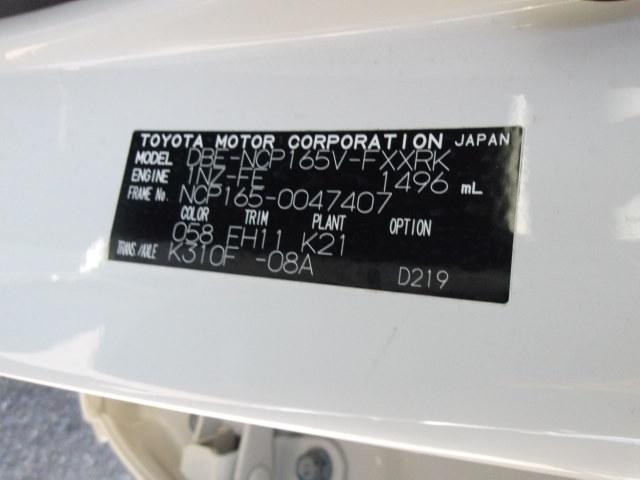 TOYOTA MOTOR CORPORATION JAPAN
MODEL DBE-NCP165V-FXXRK
ENGINE 1NZ-FE 1496 mL
FRAME No. NCP165-0047407
COLOR TRIM PLANT OPTION
058 FH11 K21
TRANS./AXLE K310F -08A
D219